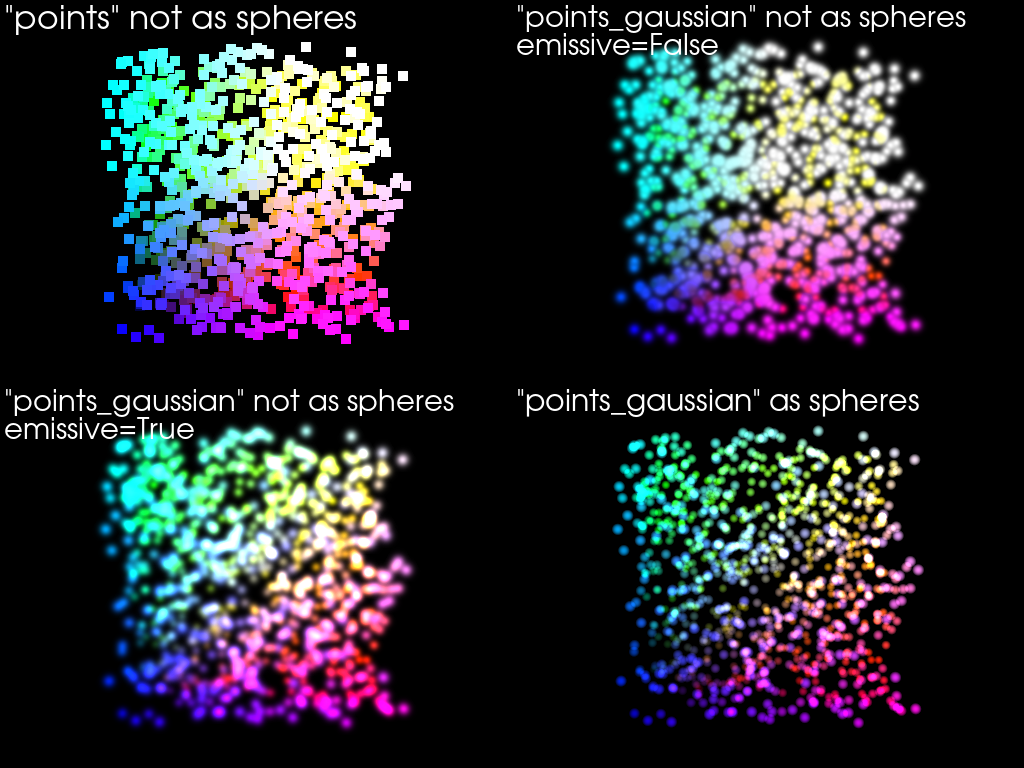 "points" not as spheres
"points_gaussian" not as spheres
emissive=False
"points_gaussian" not as spheres
emissive=True
"points_gaussian" as spheres